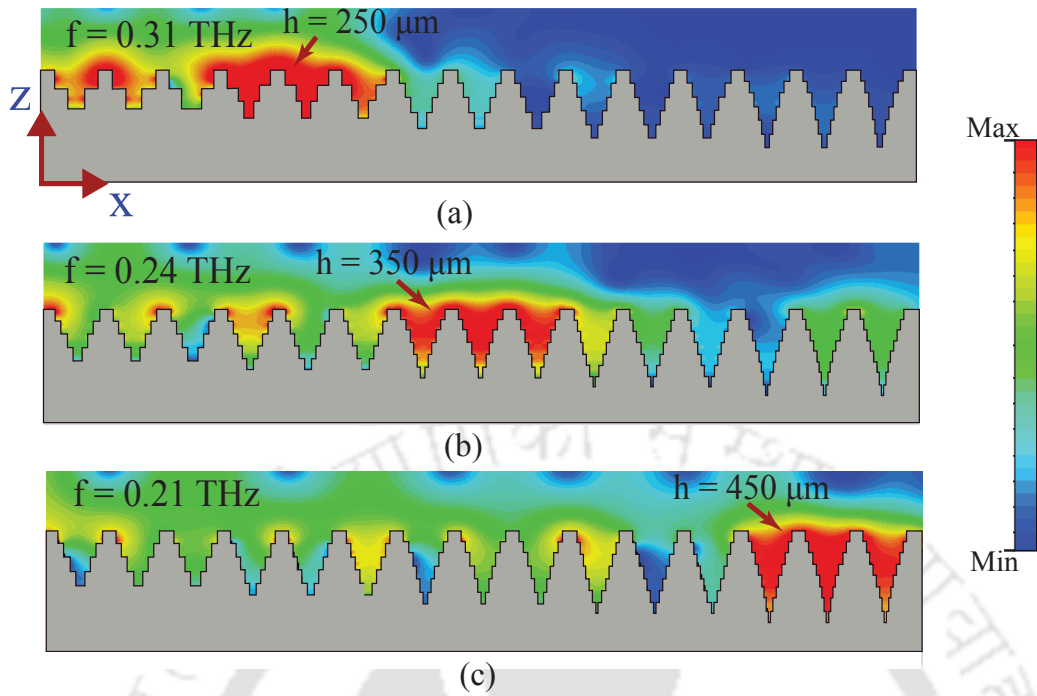 f = 0.31 THz
h = 250 μm
Z
X
(a)
Max
Min
f = 0.24 THz
h = 350 μm
(b)
f = 0.21 THz
h = 450 μm
(c)